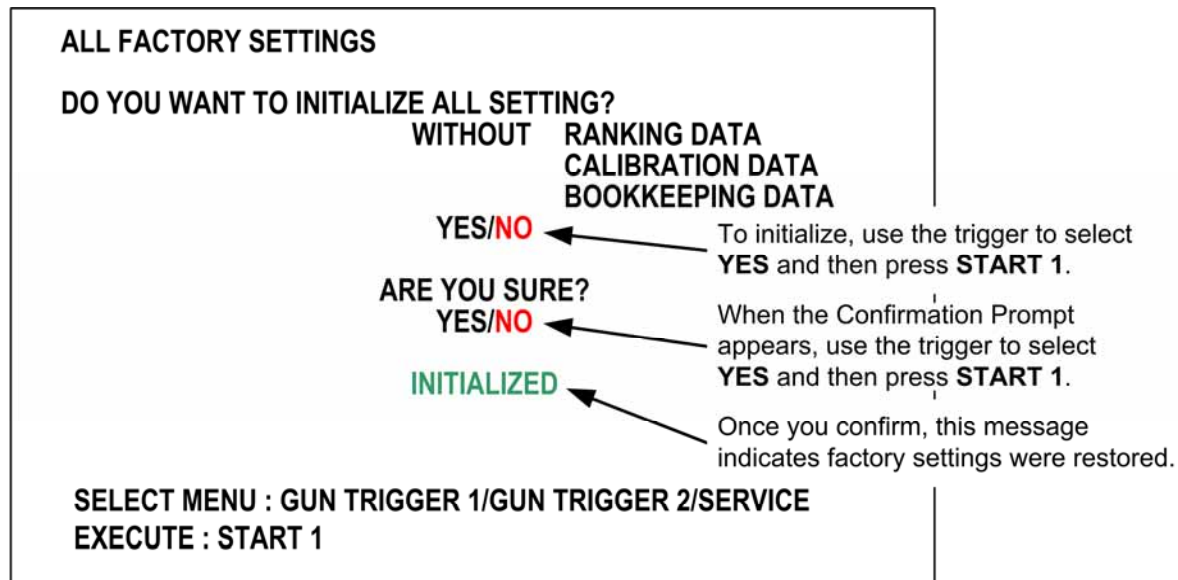 ALL FACTORY SETTINGS
DO YOU WANT TO INITIALIZE ALL SETTING?
WITHOUT RANKING DATA
CALIBRATION DATA
BOOKKEEPING DATA
YES/NO
To initialize, use the trigger to select
YES and then press START 1.
ARE YOU SURE?
YES/NO
When the Confirmation Prompt
appears, use the trigger to select
YES and then press START 1.
INITIALIZED
Once you confirm, this message
indicates factory settings were restored.
SELECT MENU : GUN TRIGGER 1/GUN TRIGGER 2/SERVICE
EXECUTE : START 1